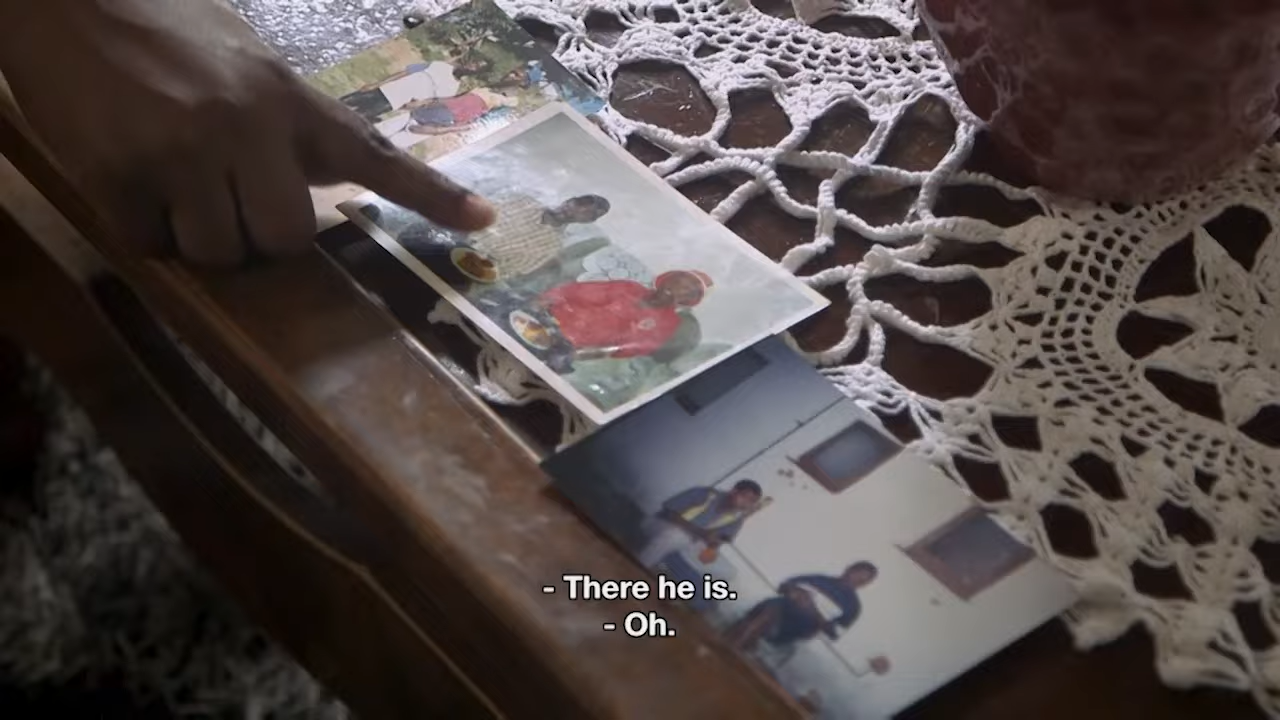 - There he is.
- Oh.